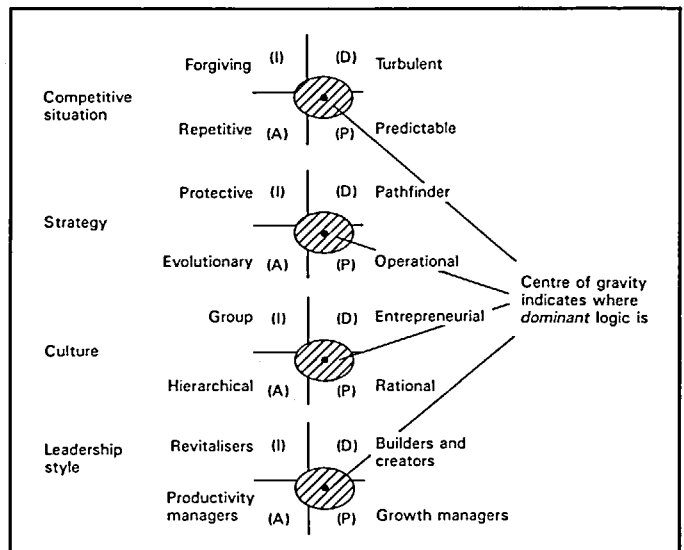 Forgiving (I) (D) Turbulent
Competitive
situation
Repetitive (A) (P) Predictable
Protective (I) (D) Pathfinder
Strategy
Evolutionary (A) (P) Operational
Centre of gravity
indicates where
dominant logic is
Group (I) (D) Entrepreneurial
Culture
Hierarchical (A) (P) Rational
Leadership
style
Revitalisers (I) (D) Builders and
creators
Productivity
managers (A) (P) Growth managers